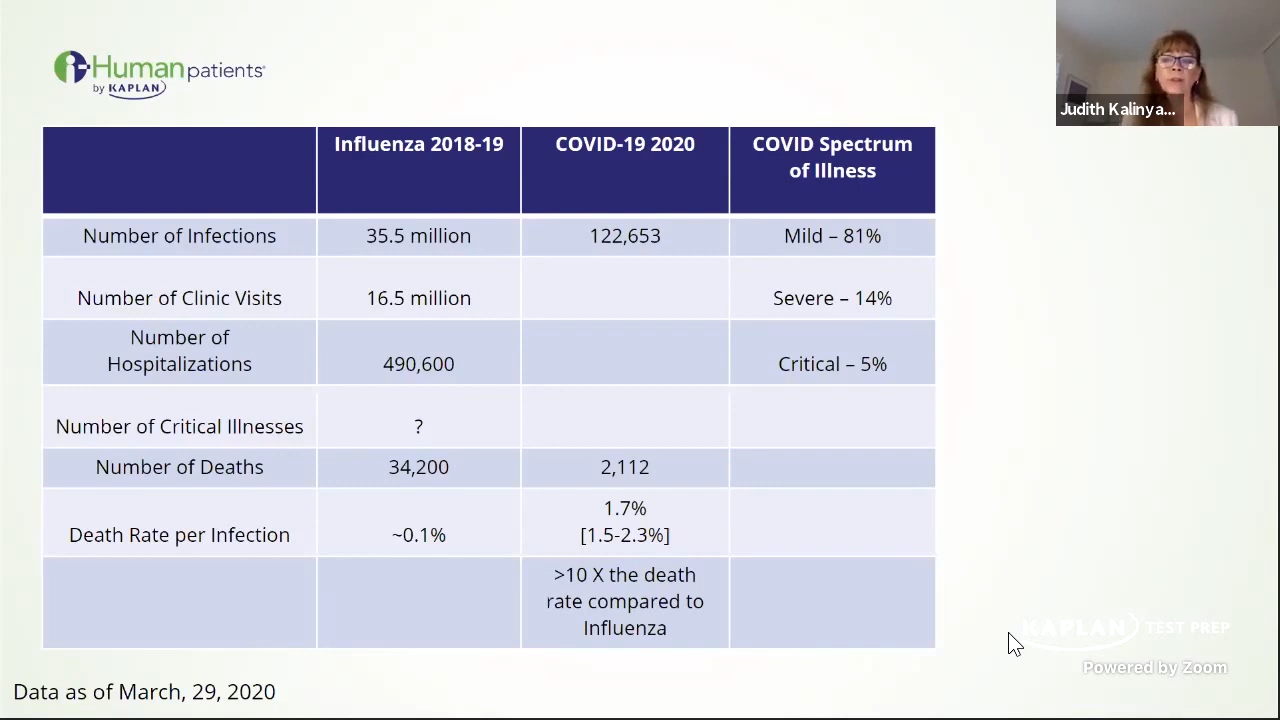 i-Human patients
by KAPLAN
Judith Kalinya...
Influenza 2018-19 COVID-19 2020 COVID Spectrum
of Illness
Number of Infections 35.5 million 122,653 Mild – 81%
Number of Clinic Visits 16.5 million Severe – 14%
Number of
Hospitalizations 490,600 Critical – 5%
Number of Critical Illnesses ?
Number of Deaths 34,200 2,112
1.7%
Death Rate per Infection ~0.1% [1.5-2.3%]
>10 X the death
rate compared to
Influenza
KAPLAN TEST PREP
Powered by Zoom
Data as of March, 29, 2020